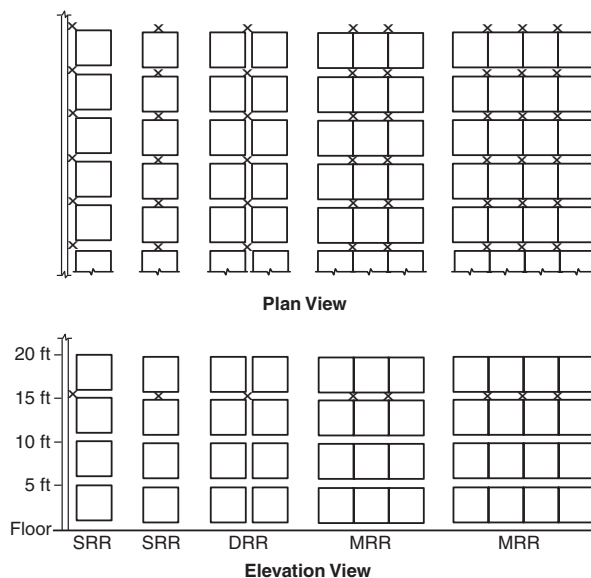 Plan View
20 ft
15 ft
10 ft
5 ft
Floor
SRR SRR DRR MRR MRR
Elevation View